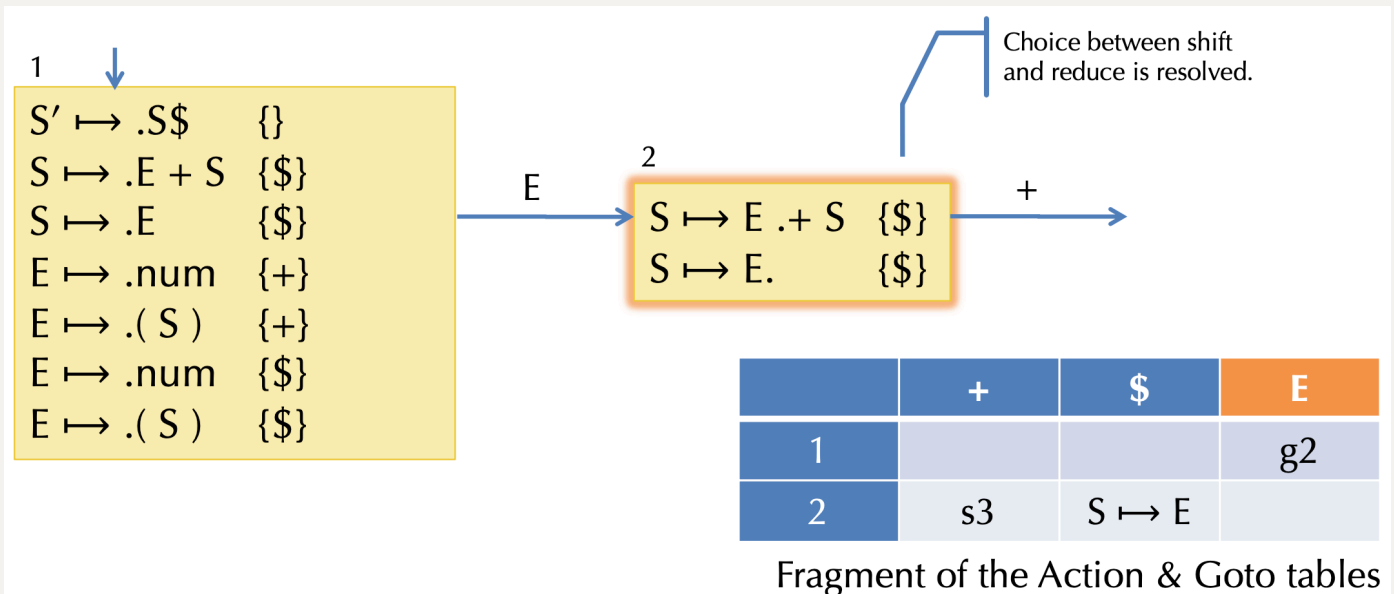 Choice between shift
and reduce is resolved.
1
S′ ⟼ .S$ {}
S ⟼ .E + S {$}
S ⟼ .E {$}
E ⟼ .num {+}
E ⟼ .( S ) {+}
E ⟼ .num {$}
E ⟼ .( S ) {$}
E
2
S ⟼ E .+ S {$}
S ⟼ E. {$}
+
+ $ E
1 g2
2 s3 S ⟼ E
Fragment of the Action & Goto tables